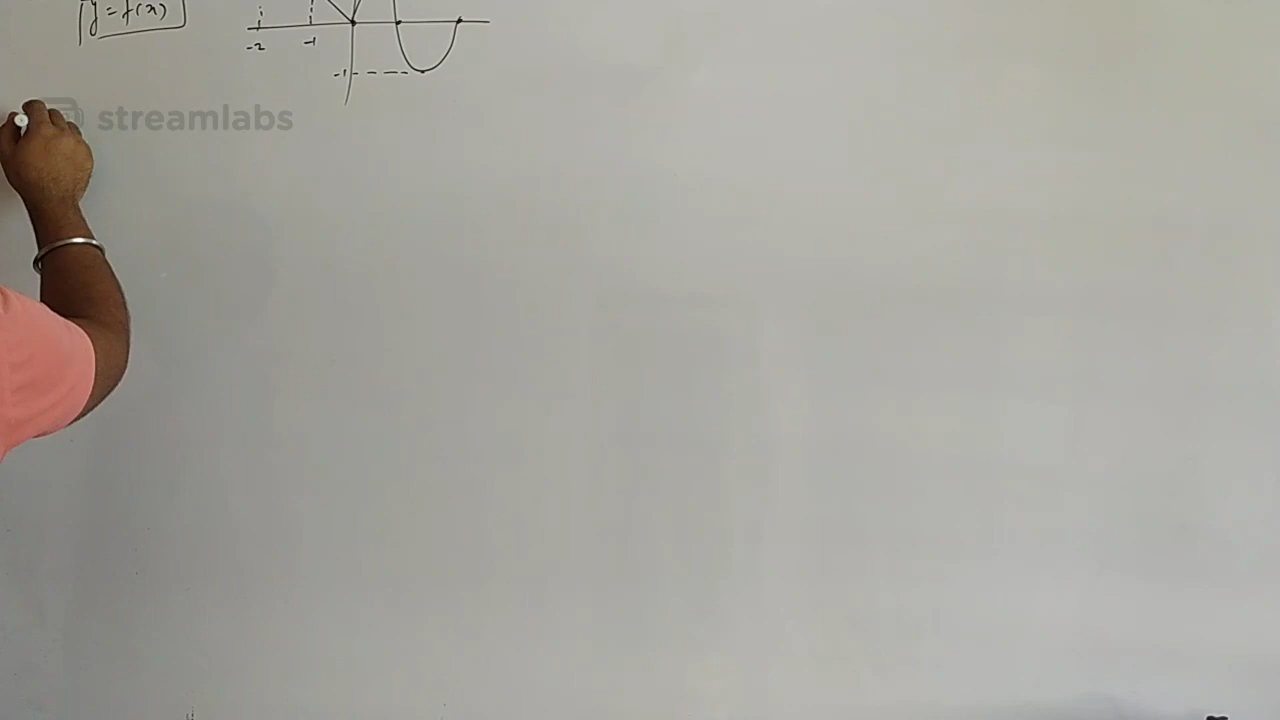 y = f(x)
-2 -1
-1
streamlabs